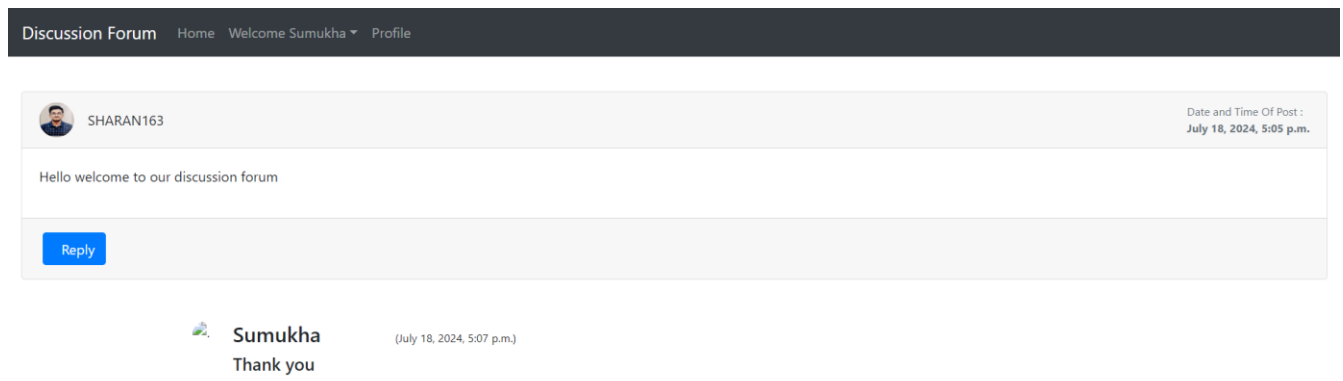 Discussion Forum Home Welcome Sumukha Profile
SHARAN163
Date and Time Of Post :
July 18, 2024, 5:05 p.m.
Hello welcome to our discussion forum
Reply
Sumukha (July 18, 2024, 5:07 p.m.)
Thank you